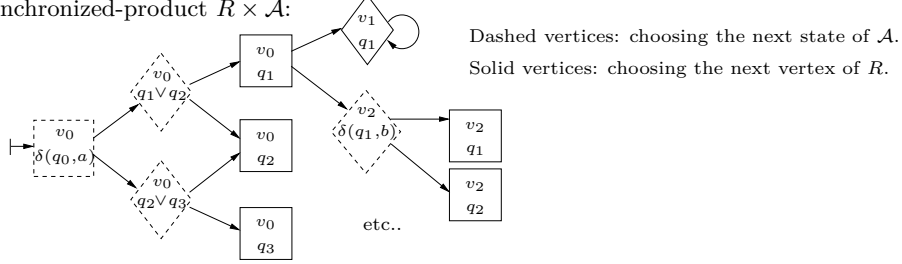 nchronized-product R × 𝒜:
Dashed vertices: choosing the next state of 𝒜.
Solid vertices: choosing the next vertex of R.
v₀
δ(q₀,a)
v₀
q₁∨q₂
v₀
q₂∨q₃
v₀
q₁
v₀
q₂
v₀
q₃
v₁
q₁
v₂
δ(q₁,b)
v₂
q₁
v₂
q₂
etc..